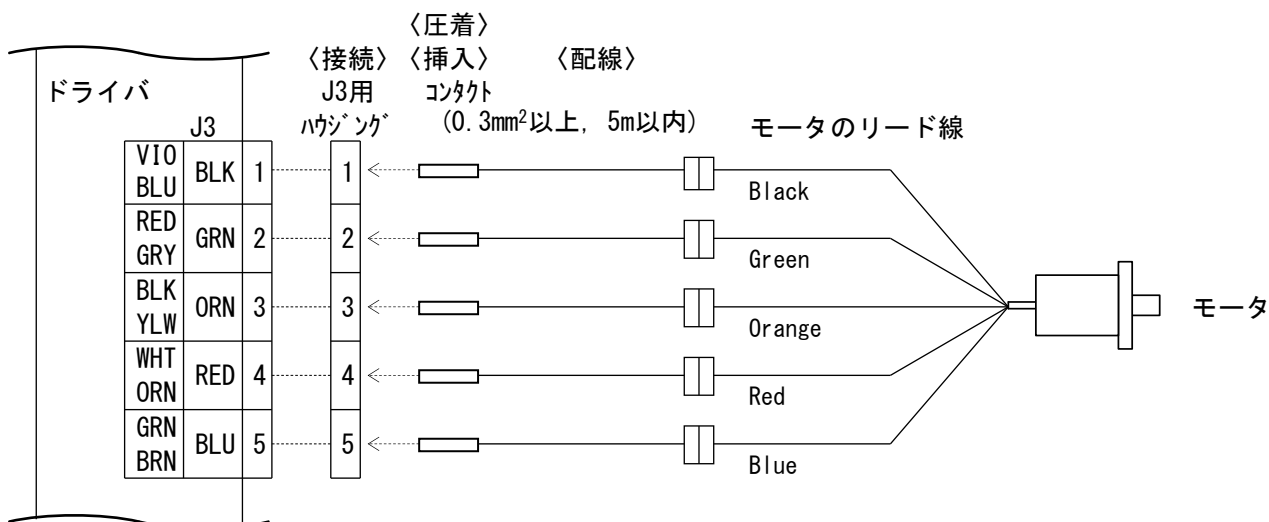 〈圧着〉
〈接続〉 〈挿入〉 〈配線〉
ドライバ J3用 ｺﾝﾀｸﾄ
J3 ﾊｳｼﾞﾝｸﾞ (0.3mm²以上, 5m以内) モータのリード線
VIO
BLU BLK 1 1 Black
RED
GRY GRN 2 2 Green
BLK
YLW ORN 3 3 Orange
モータ
WHT
ORN RED 4 4 Red
GRN
BRN BLU 5 5 Blue